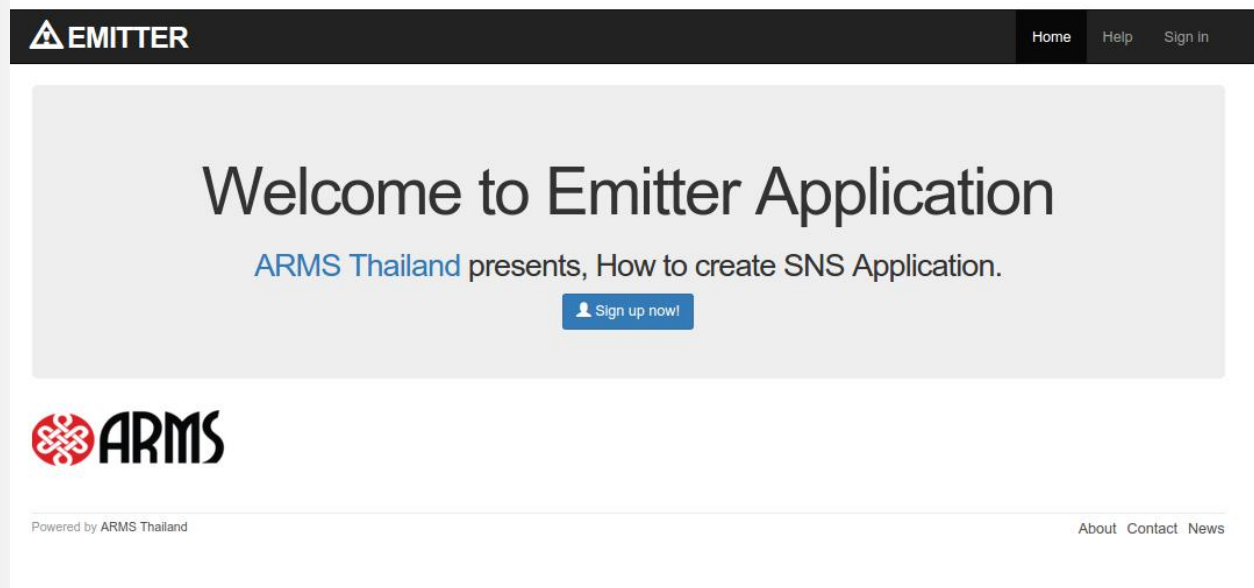 EMITTER
Home Help Sign in
Welcome to Emitter Application
ARMS Thailand presents, How to create SNS Application.
Sign up now!
ARMS
Powered by ARMS Thailand
About Contact News